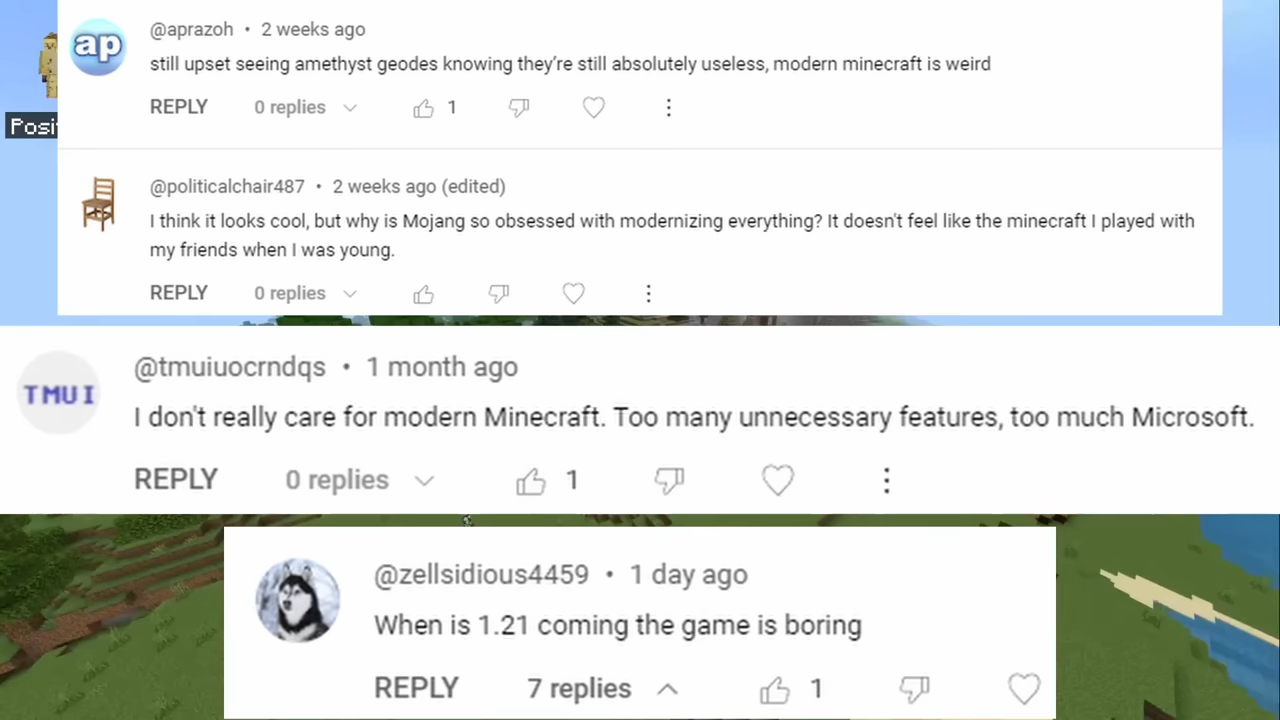 ap
@aprazoh • 2 weeks ago
still upset seeing amethyst geodes knowing they're still absolutely useless, modern minecraft is weird
REPLY 0 replies 1
Posi
@politicalchair487 • 2 weeks ago (edited)
I think it looks cool, but why is Mojang so obsessed with modernizing everything? It doesn't feel like the minecraft I played with
my friends when I was young.
REPLY 0 replies
TMUI
@tmuiuocrndqs • 1 month ago
I don't really care for modern Minecraft. Too many unnecessary features, too much Microsoft.
REPLY 0 replies 1
@zellsidious4459 • 1 day ago
When is 1.21 coming the game is boring
REPLY 7 replies 1